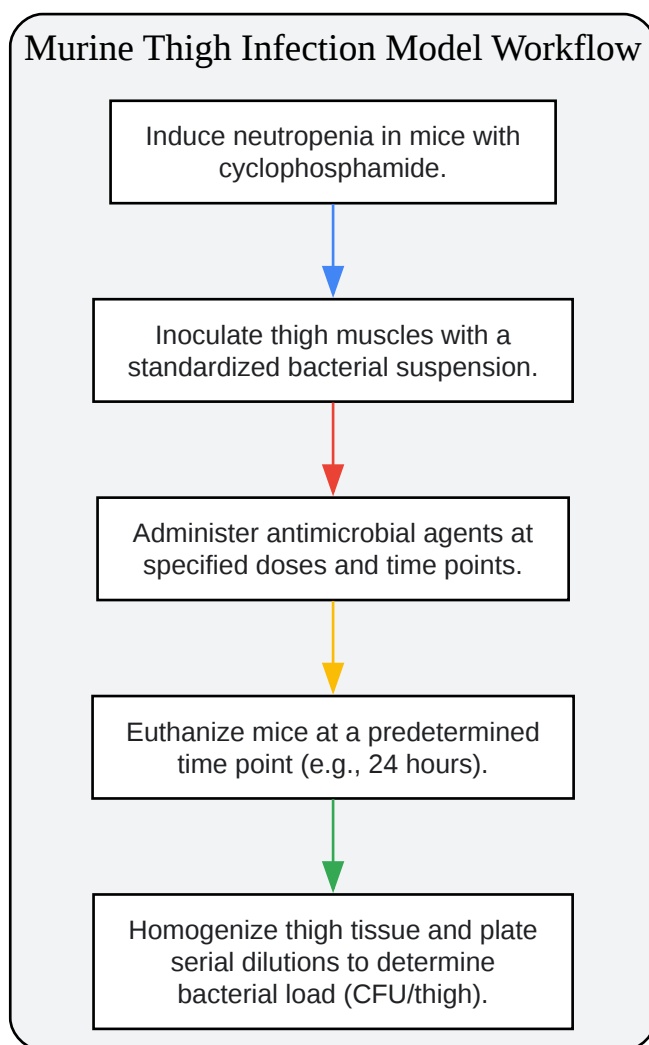 Murine Thigh Infection Model Workflow
Induce neutropenia in mice with
cyclophosphamide.
Inoculate thigh muscles with a
standardized bacterial suspension.
Administer antimicrobial agents at
specified doses and time points.
Euthanize mice at a predetermined
time point (e.g., 24 hours).
Homogenize thigh tissue and plate
serial dilutions to determine
bacterial load (CFU/thigh).